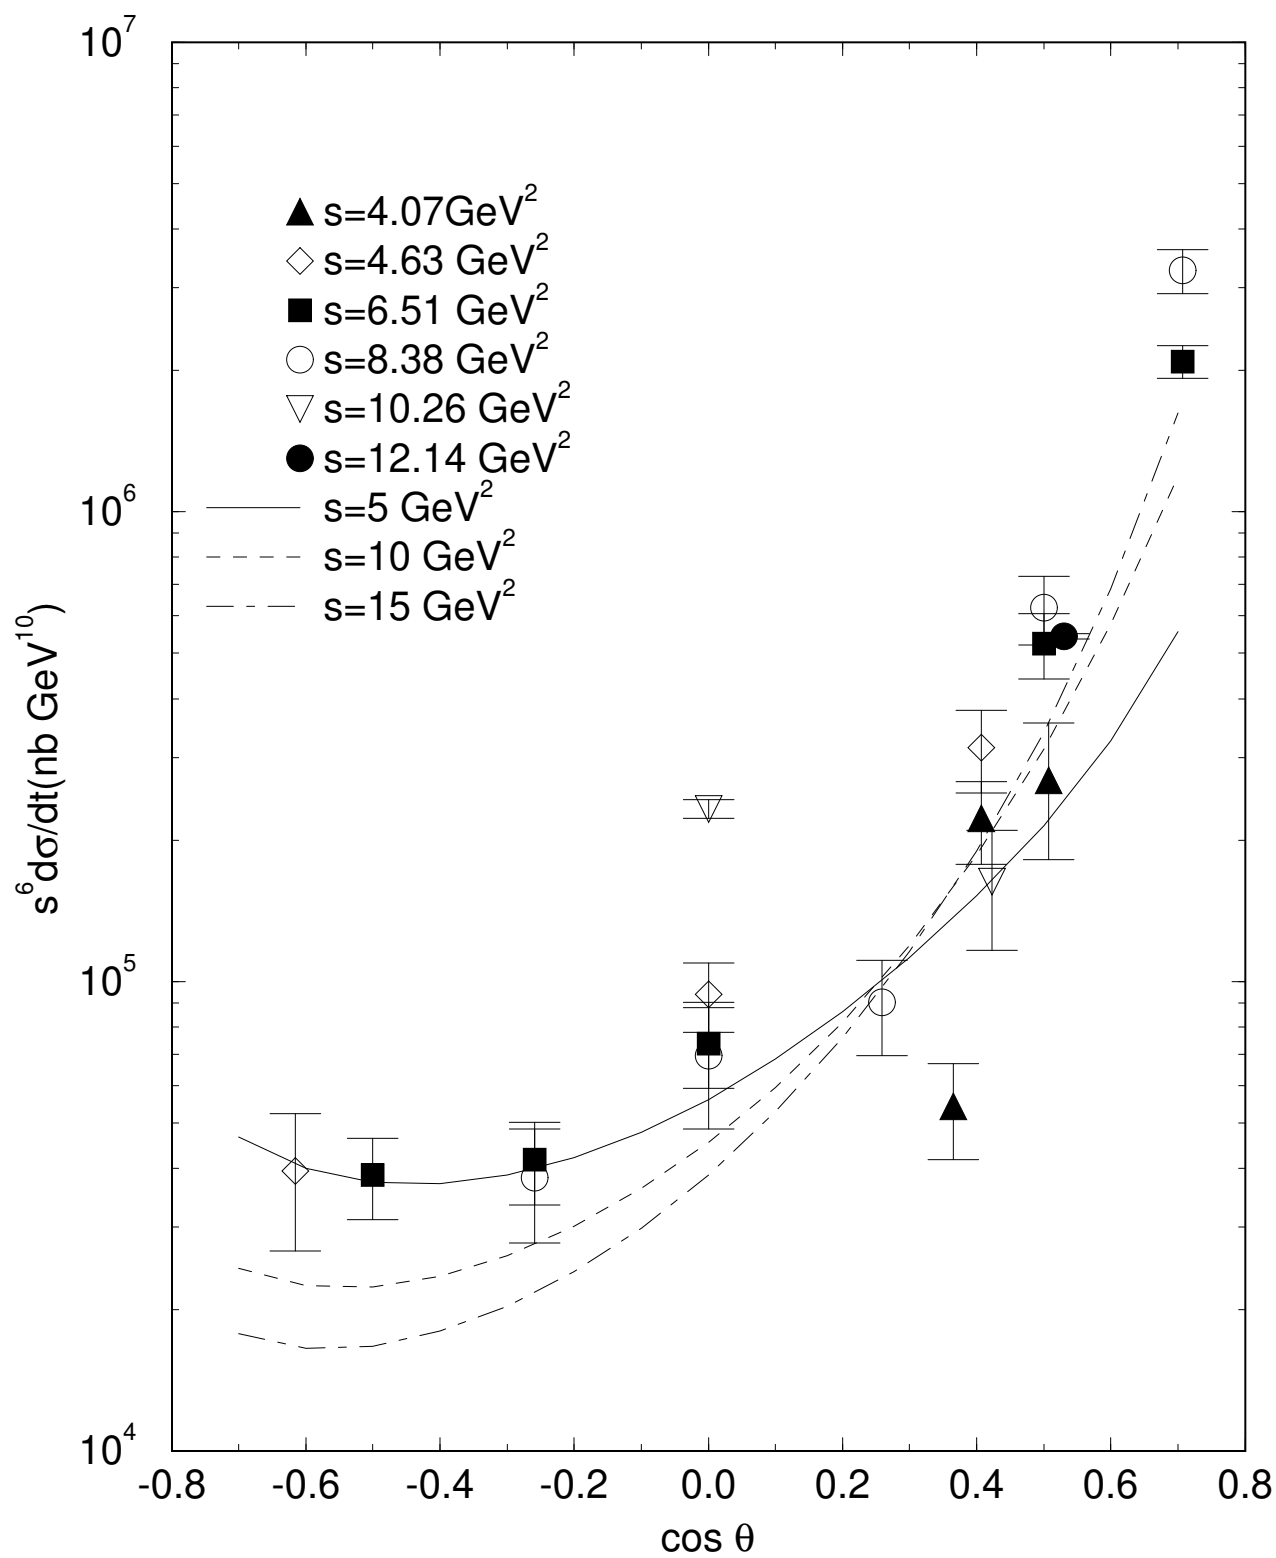 10^7
s=4.07GeV^2
s=4.63 GeV^2
s=6.51 GeV^2
s=8.38 GeV^2
s=10.26 GeV^2
s=12.14 GeV^2
s=5 GeV^2
10^6
s=10 GeV^2
s=15 GeV^2
s^6 dσ/dt(nb GeV^10)
10^5
10^4
-0.8 -0.6 -0.4 -0.2 0.0 0.2 0.4 0.6 0.8
cos θ